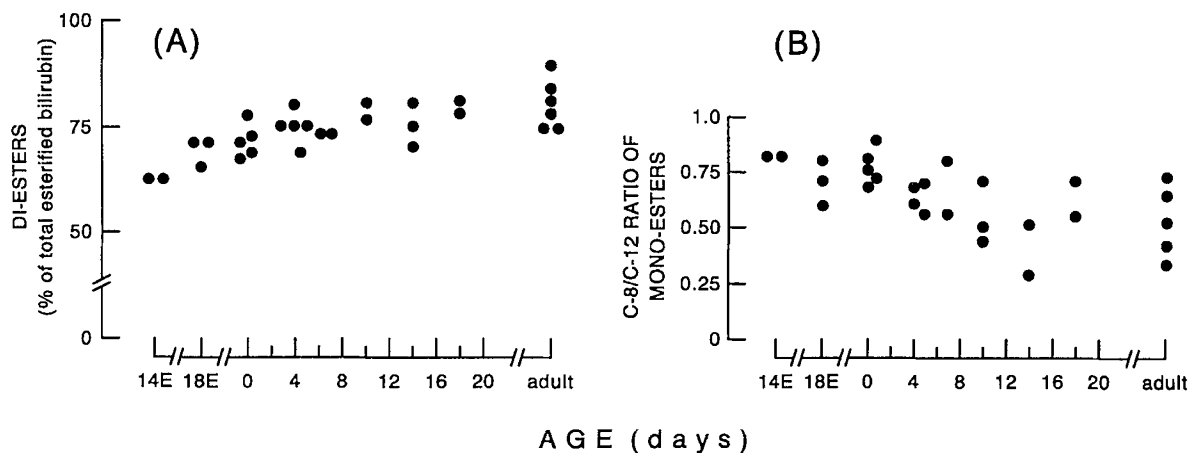 (A)
100
75
50
0
DI-ESTERS
(% of total esterified bilirubin)
14E 18E 0 4 8 12 16 20 adult
(B)
1.0
0.75
0.50
0.25
0
C-8/C-12 RATIO OF
MONO-ESTERS
14E 18E 0 4 8 12 16 20 adult
AGE (days)